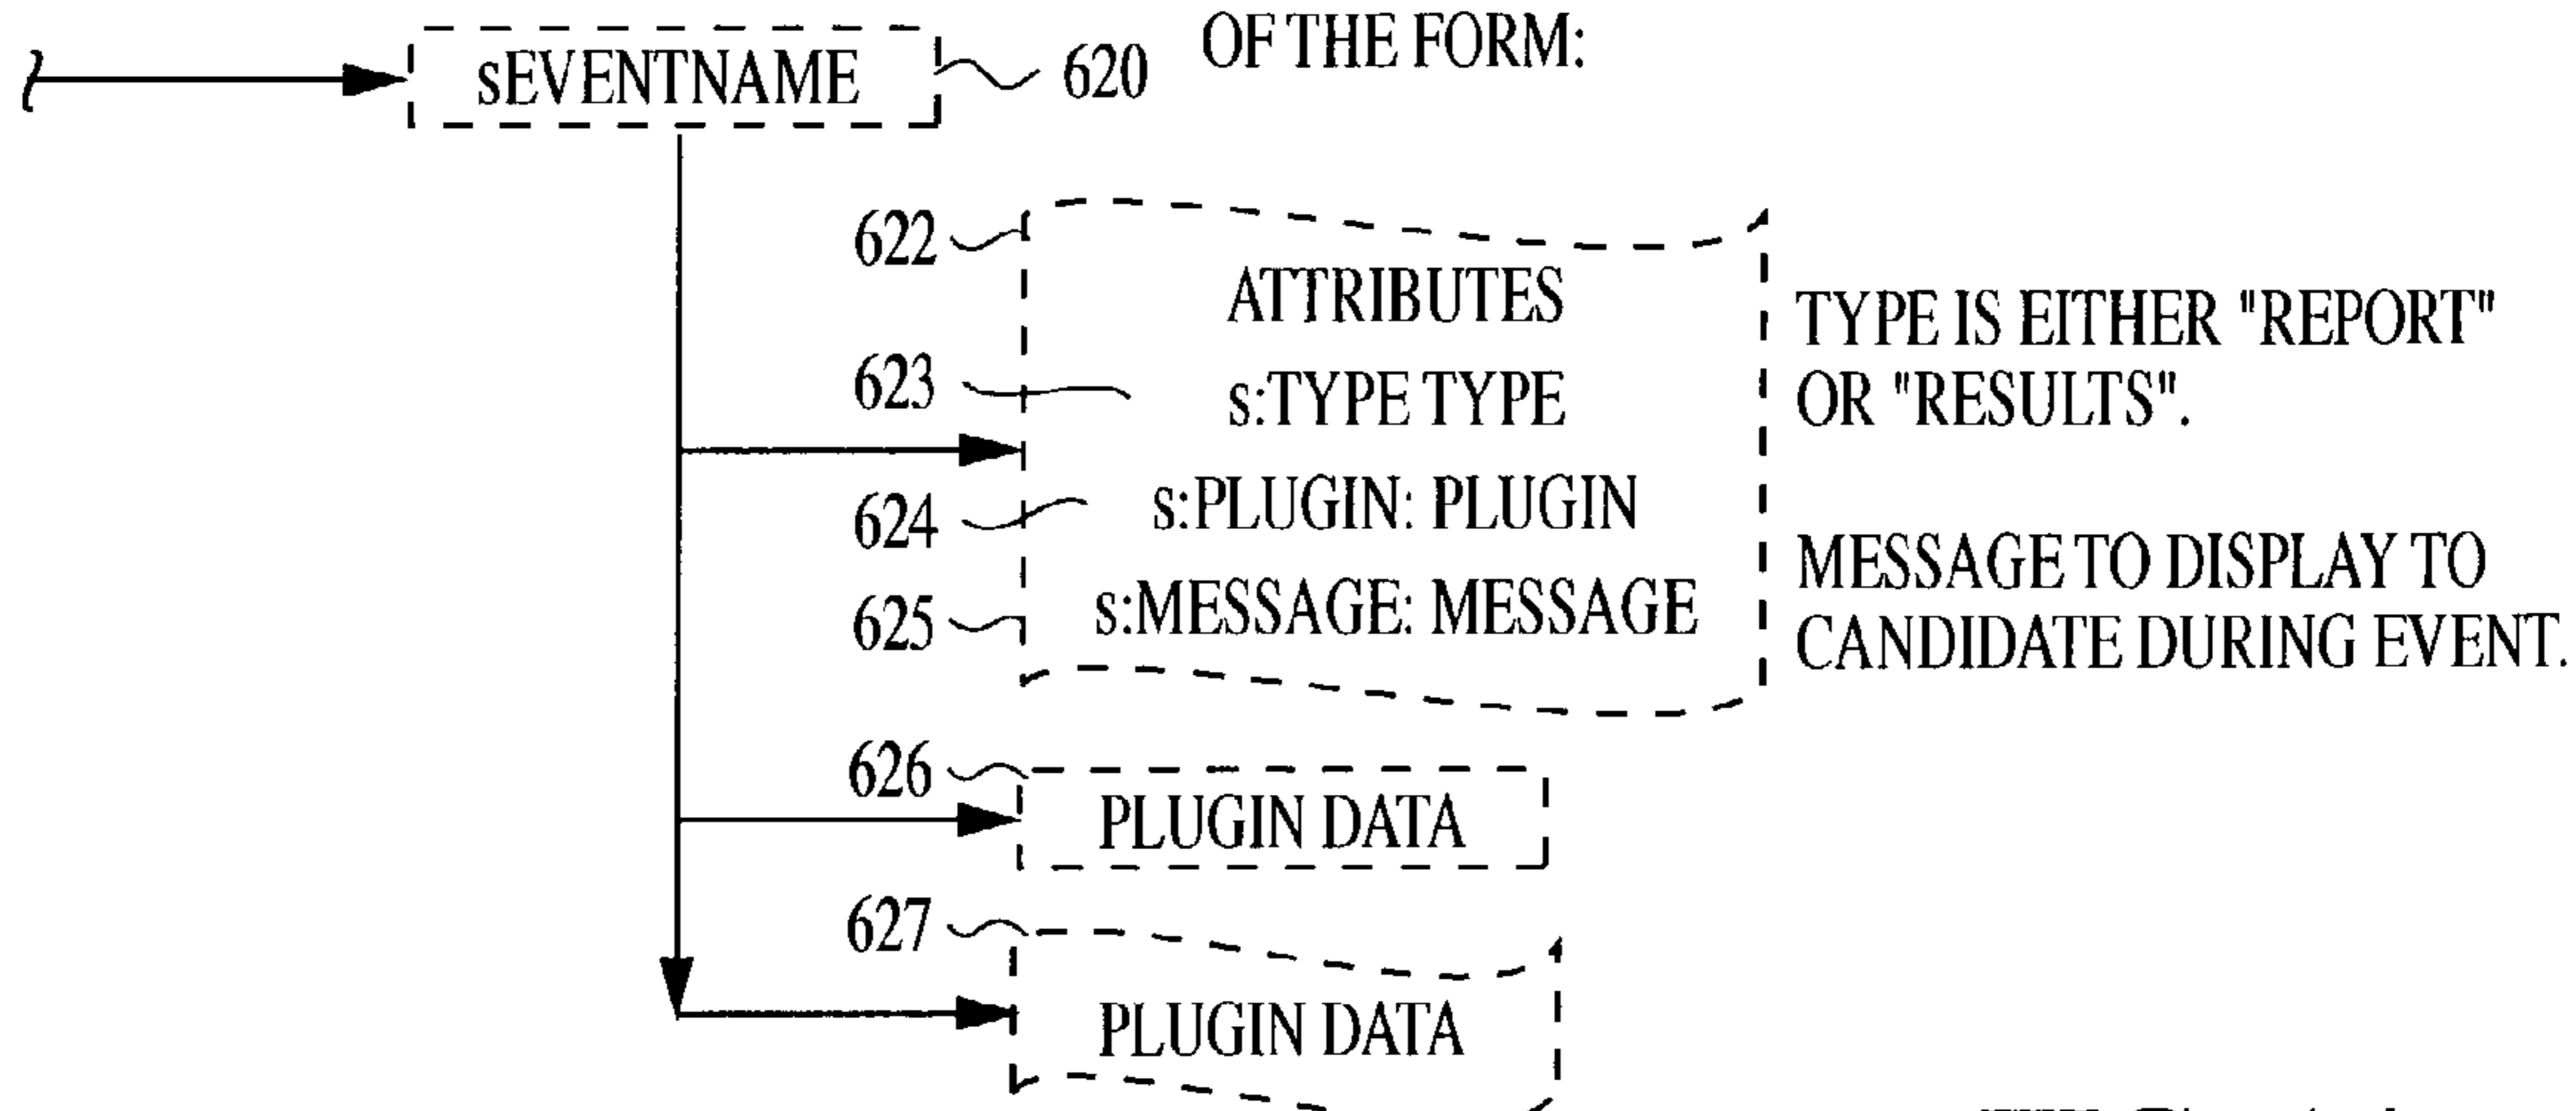 OF THE FORM:
sEVENTNAME
620
622
ATTRIBUTES
623
s:TYPE TYPE
TYPE IS EITHER "REPORT"
OR "RESULTS".
624
s:PLUGIN: PLUGIN
625
s:MESSAGE: MESSAGE
MESSAGE TO DISPLAY TO
CANDIDATE DURING EVENT.
626
PLUGIN DATA
627
PLUGIN DATA